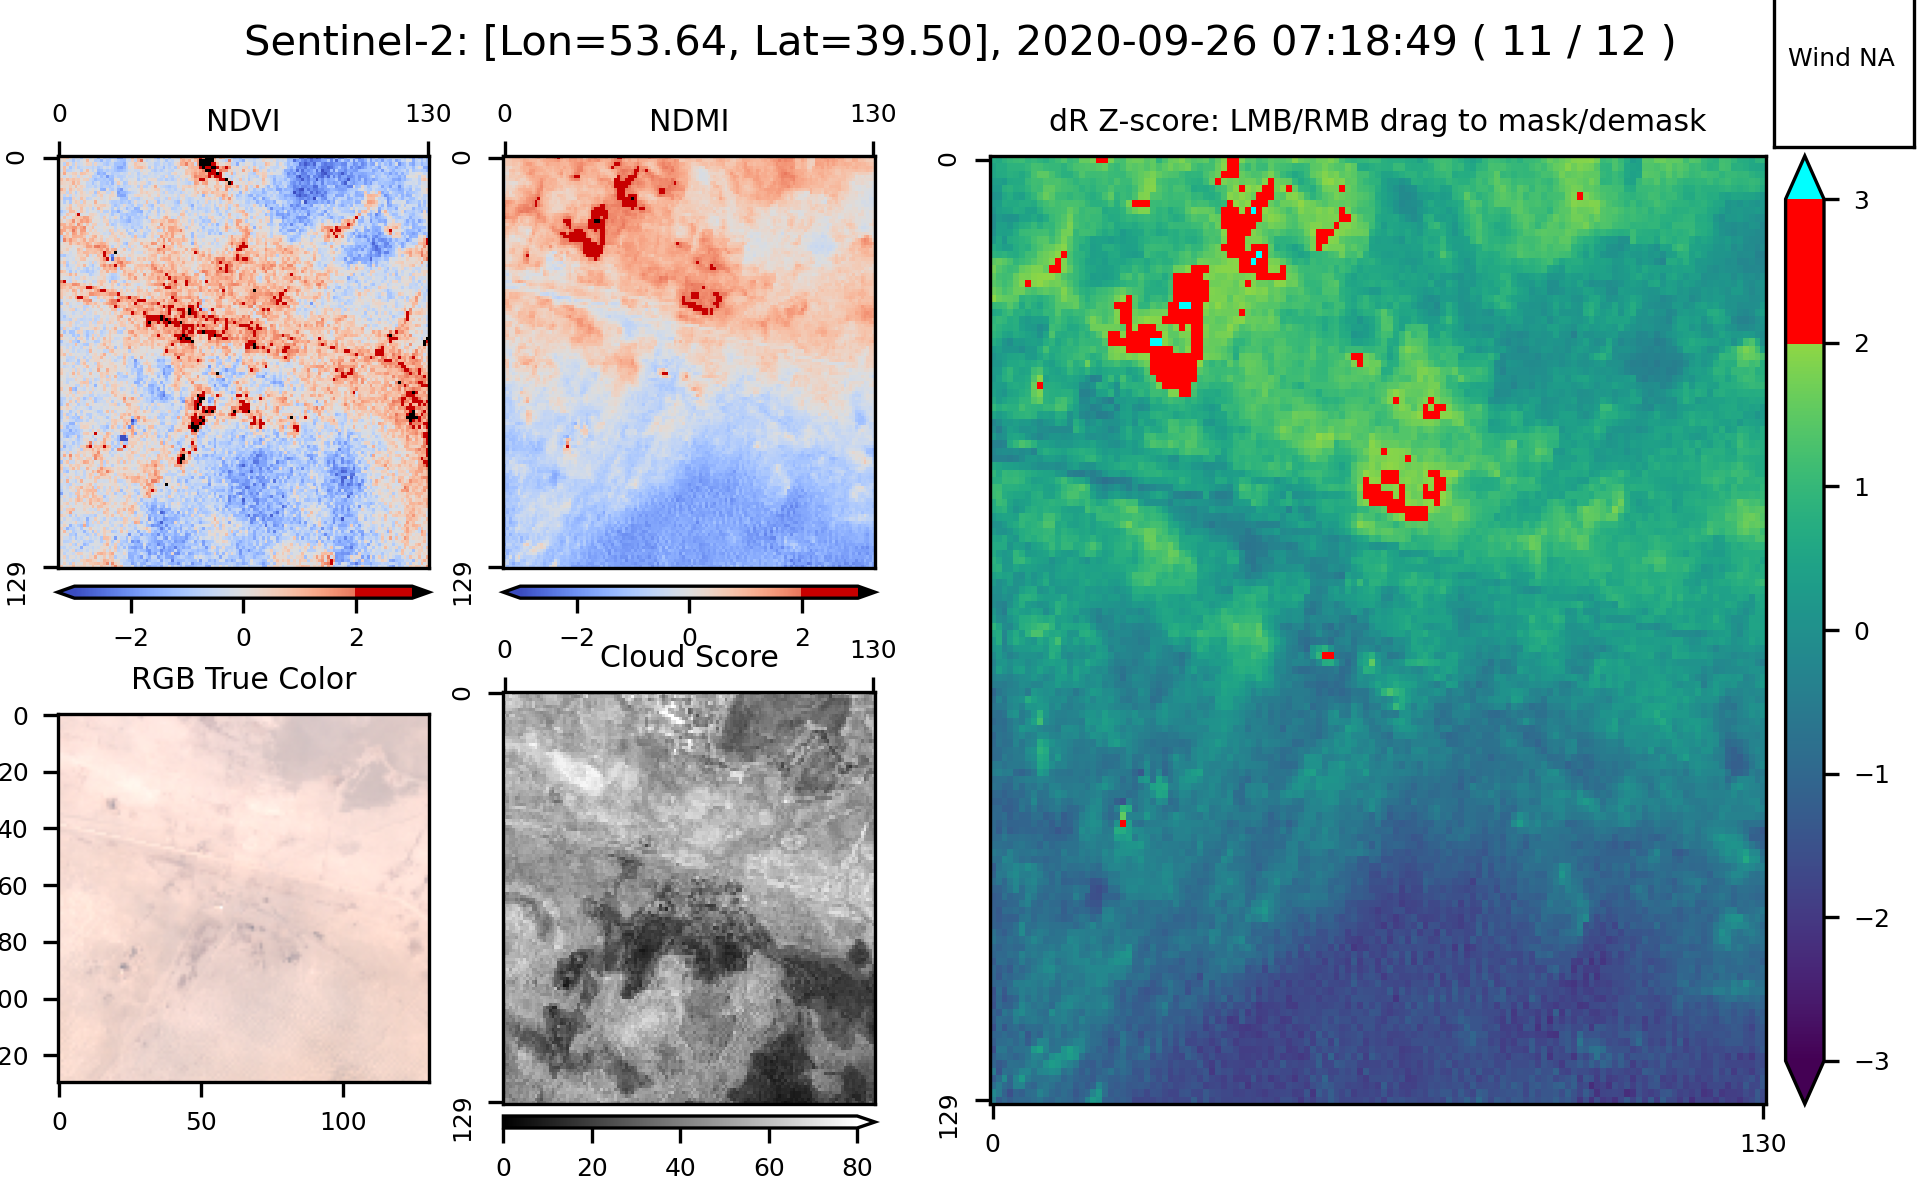 Sentinel-2: [Lon=53.64, Lat=39.50], 2020-09-26 07:18:49 ( 11 / 12 )
Wind NA
0 130
NDVI
0
129
−2 0 2
0 130
NDMI
0
129
−2 0 2
dR Z-score: LMB/RMB drag to mask/demask
0
129
0 130
3
2
1
0
−1
−2
−3
RGB True Color
0
20
40
60
80
00
20
0 50 100
0 130
Cloud Score
0
129
0 20 40 60 80